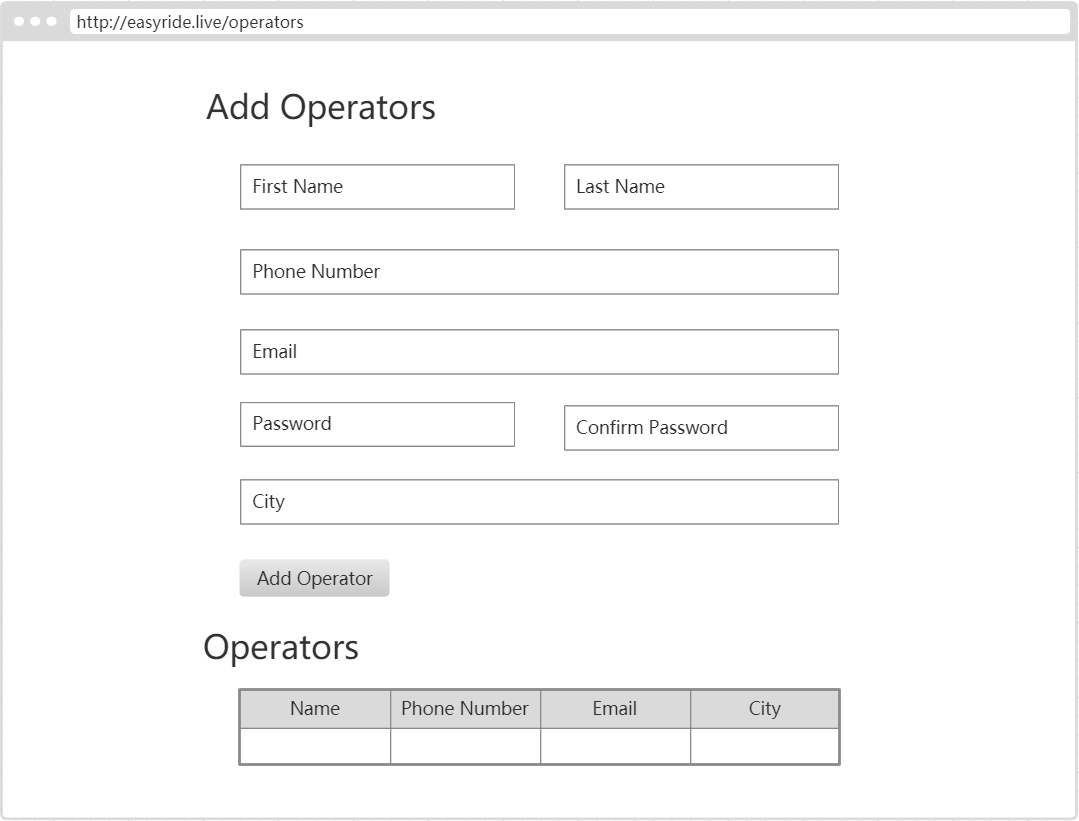 http://easyride.live/operators
Add Operators
First Name
Last Name
Phone Number
Email
Password
Confirm Password
City
Add Operator
Operators
Name Phone Number Email City